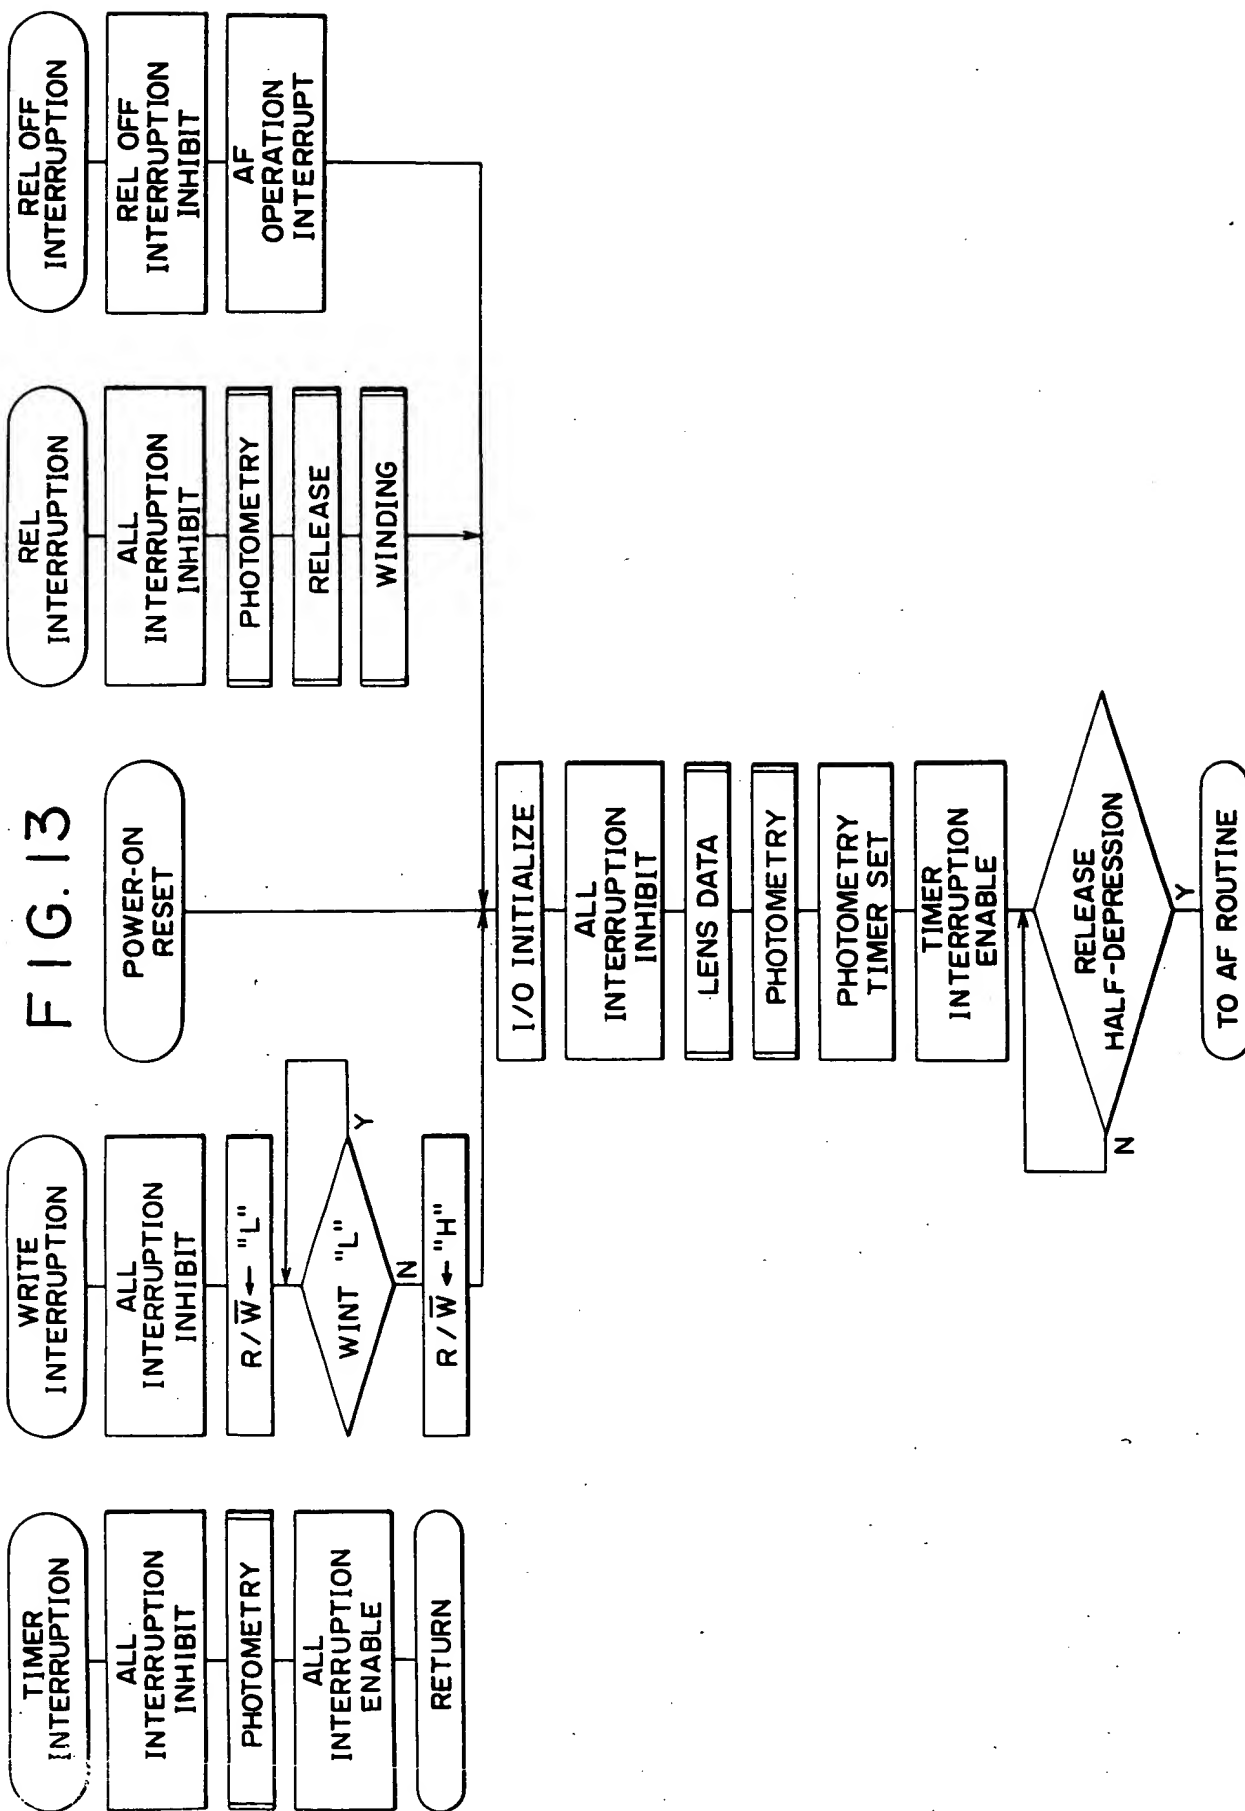 FIG. 13
TIMER
INTERRUPTION
ALL
INTERRUPTION
INHIBIT
PHOTOMETRY
ALL
INTERRUPTION
ENABLE
RETURN
WRITE
INTERRUPTION
ALL
INTERRUPTION
INHIBIT
R/W̅ ← "L"
WINT "L"
Y
N
R/W̅ ← "H"
POWER-ON
RESET
I/O INITIALIZE
ALL
INTERRUPTION
INHIBIT
LENS DATA
PHOTOMETRY
PHOTOMETRY
TIMER SET
TIMER
INTERRUPTION
ENABLE
RELEASE
HALF-DEPRESSION
N
Y
TO AF ROUTINE
REL
INTERRUPTION
ALL
INTERRUPTION
INHIBIT
PHOTOMETRY
RELEASE
WINDING
REL OFF
INTERRUPTION
REL OFF
INTERRUPTION
INHIBIT
AF
OPERATION
INTERRUPT